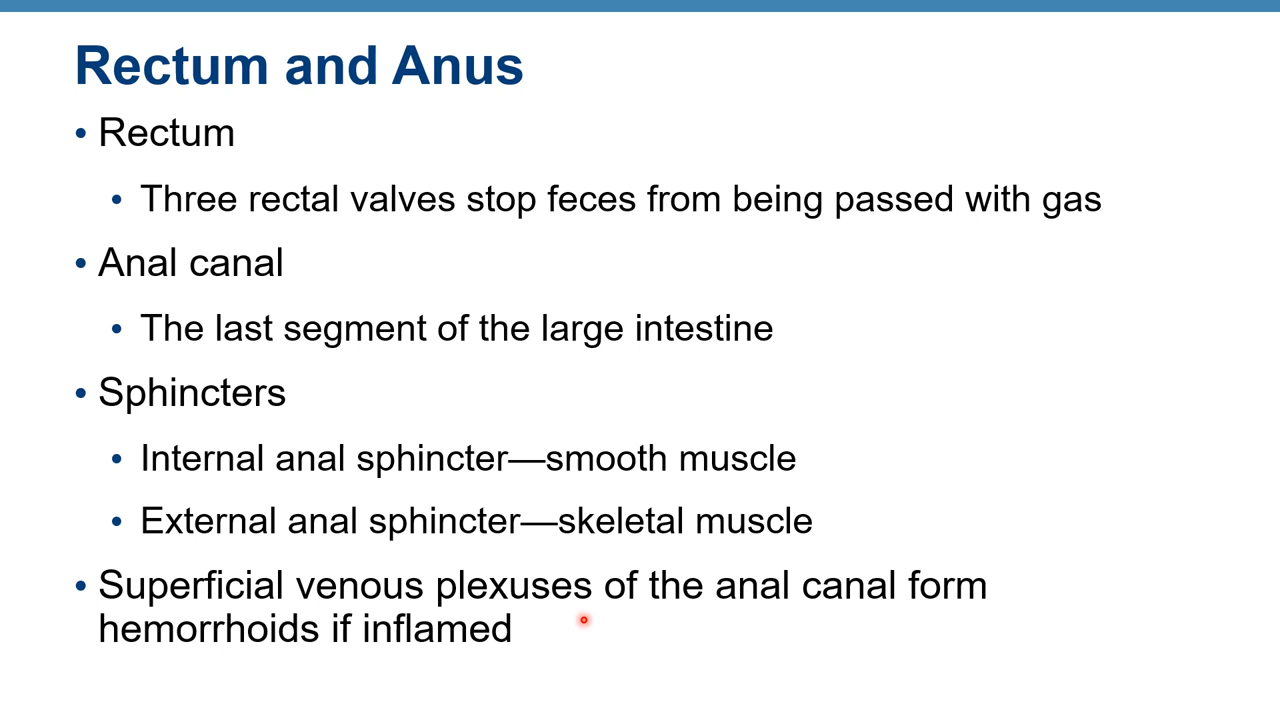 Rectum and Anus
• Rectum
• Three rectal valves stop feces from being passed with gas
• Anal canal
• The last segment of the large intestine
• Sphincters
• Internal anal sphincter—smooth muscle
• External anal sphincter—skeletal muscle
• Superficial venous plexuses of the anal canal form
hemorrhoids if inflamed